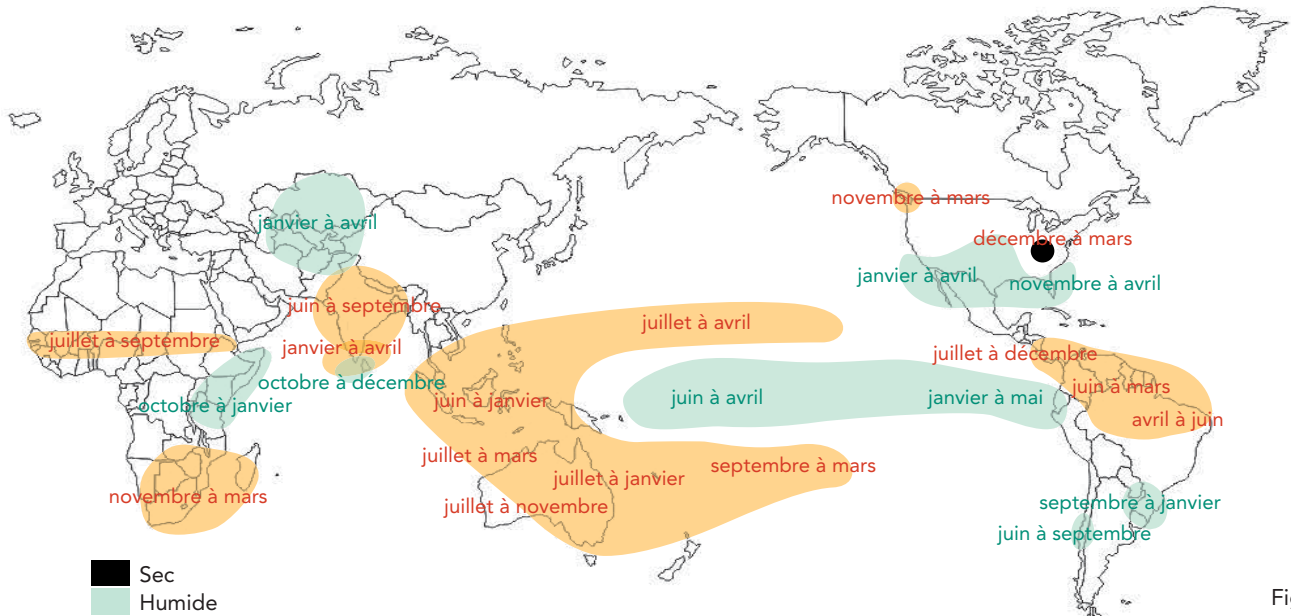 novembre à mars
janvier à avril
décembre à mars
janvier à avril
novembre à avril
juin à septembre
juillet à avril
juillet à septembre
janvier à avril
juillet à décembre
octobre à décembre
juin à mars
octobre à janvier
juin à janvier
juin à avril
janvier à mai
avril à juin
juillet à mars
septembre à mars
juillet à janvier
novembre à mars
juillet à novembre
septembre à janvier
juin à septembre
Sec
Humide
Fig